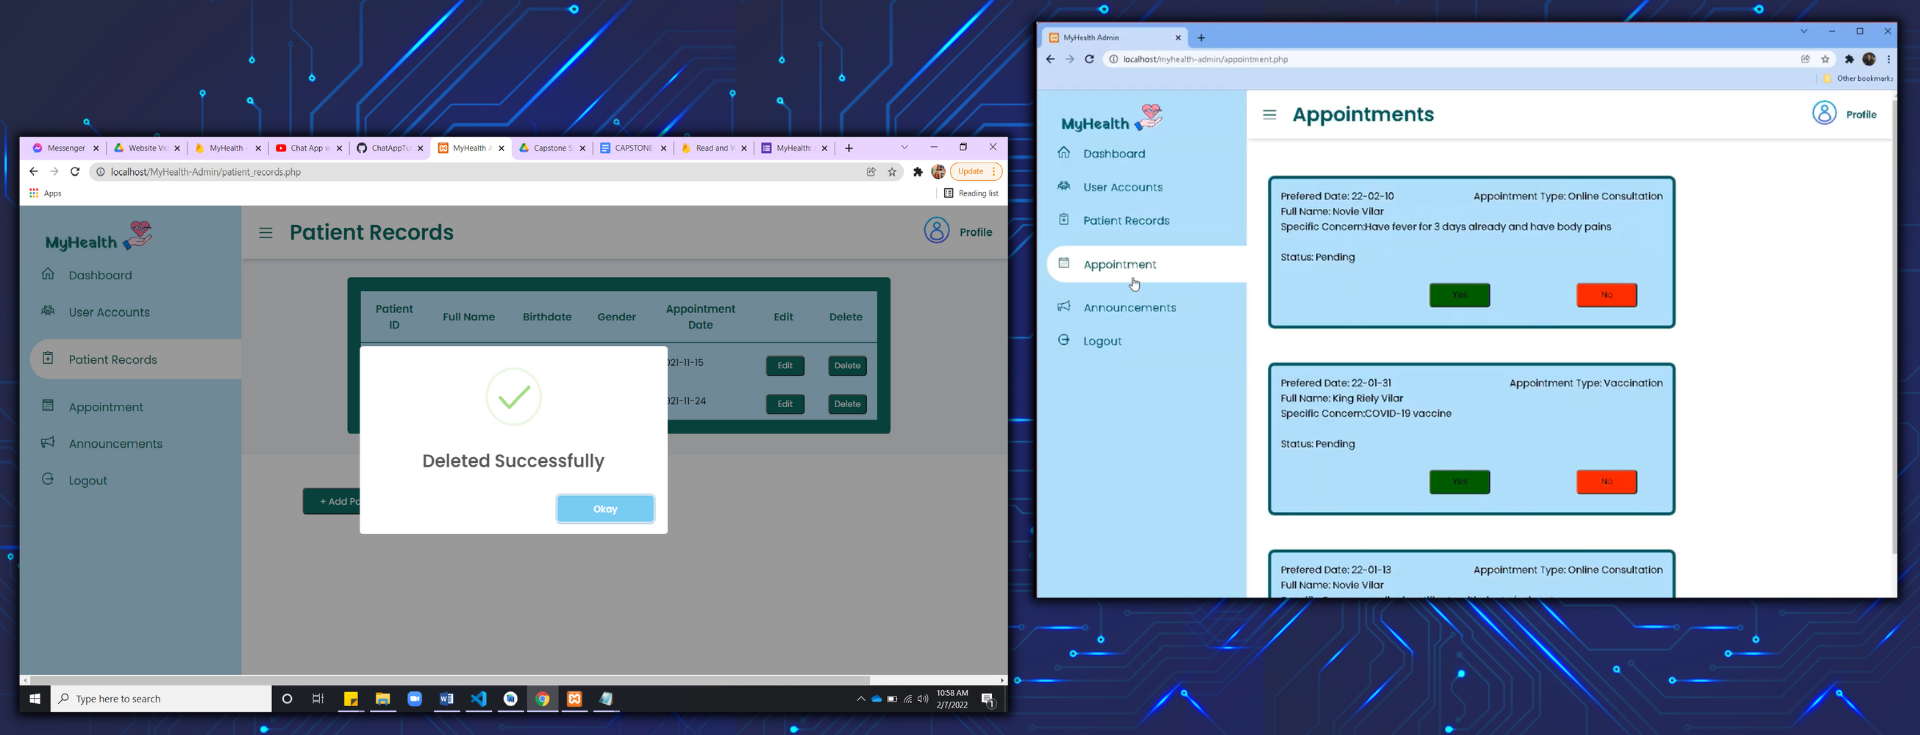 Messenger
Website Vi
MyHealth -
Chat App w
ChatAppTu
MyHealth A
Capstone S
CAPSTONE
Read and W
MyHealth:
localhost/MyHealth-Admin/patient_records.php
Update
Apps
Reading list
MyHealth
Dashboard
User Accounts
Patient Records
Appointment
Announcements
Logout
Patient Records
Profile
Patient ID
Full Name
Birthdate
Gender
Appointment Date
Edit
Delete
021-11-15
Edit
Delete
021-11-24
Edit
Delete
Deleted Successfully
Okay
+ Add Pa
Type here to search
10:58 AM
2/7/2022
1
MyHealth Admin
localhost/myhealth-admin/appointment.php
Other bookmarks
MyHealth
Dashboard
User Accounts
Patient Records
Appointment
Announcements
Logout
Appointments
Profile
Prefered Date: 22-02-10
Appointment Type: Online Consultation
Full Name: Novie Vilar
Specific Concern:Have fever for 3 days already and have body pains
Status: Pending
Yes
No
Prefered Date: 22-01-31
Appointment Type: Vaccination
Full Name: King Riely Vilar
Specific Concern:COVID-19 vaccine
Status: Pending
Yes
No
Prefered Date: 22-01-13
Appointment Type: Online Consultation
Full Name: Novie Vilar